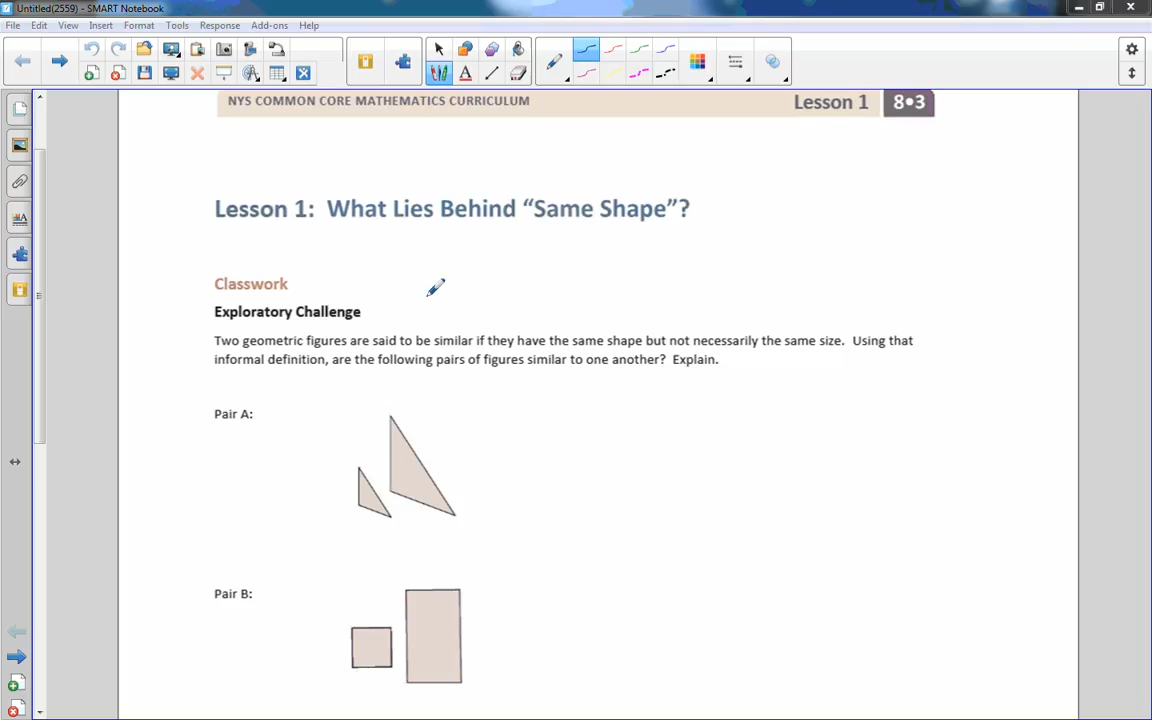 Untitled(2559) - SMART Notebook
File Edit View Insert Format Tools Response Add-ons Help
NYS COMMON CORE MATHEMATICS CURRICULUM Lesson 1 8•3
Lesson 1: What Lies Behind “Same Shape”?
Classwork
Exploratory Challenge
Two geometric figures are said to be similar if they have the same shape but not necessarily the same size. Using that
informal definition, are the following pairs of figures similar to one another? Explain.
Pair A:
Pair B: